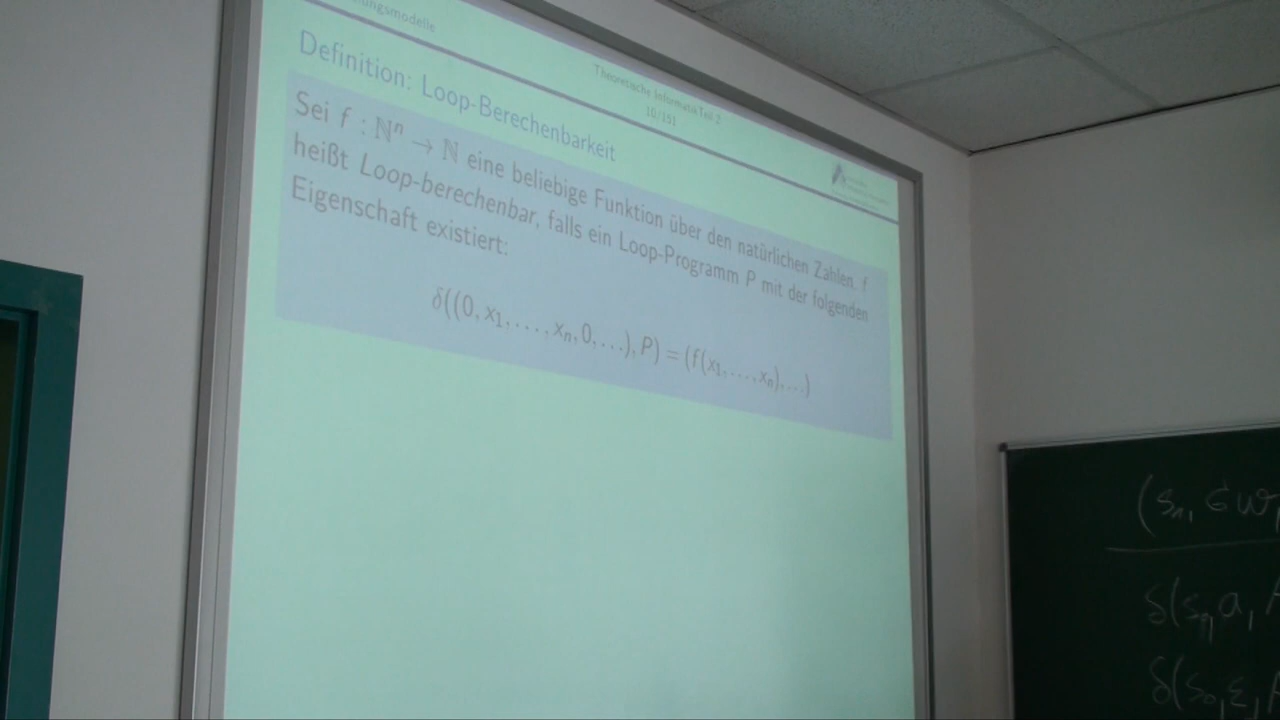 Theoretische Informatik Teil 2
10/151
Definition: Loop-Berechenbarkeit
Sei f : ℕⁿ → ℕ eine beliebige Funktion über den natürlichen Zahlen. f
heißt Loop-berechenbar, falls ein Loop-Programm P mit der folgenden
Eigenschaft existiert:
δ((0, x₁, . . . , xₙ, 0, . . .), P) = (f(x₁, . . . , xₙ), . . .)
δ(
δ(s₀, ε,